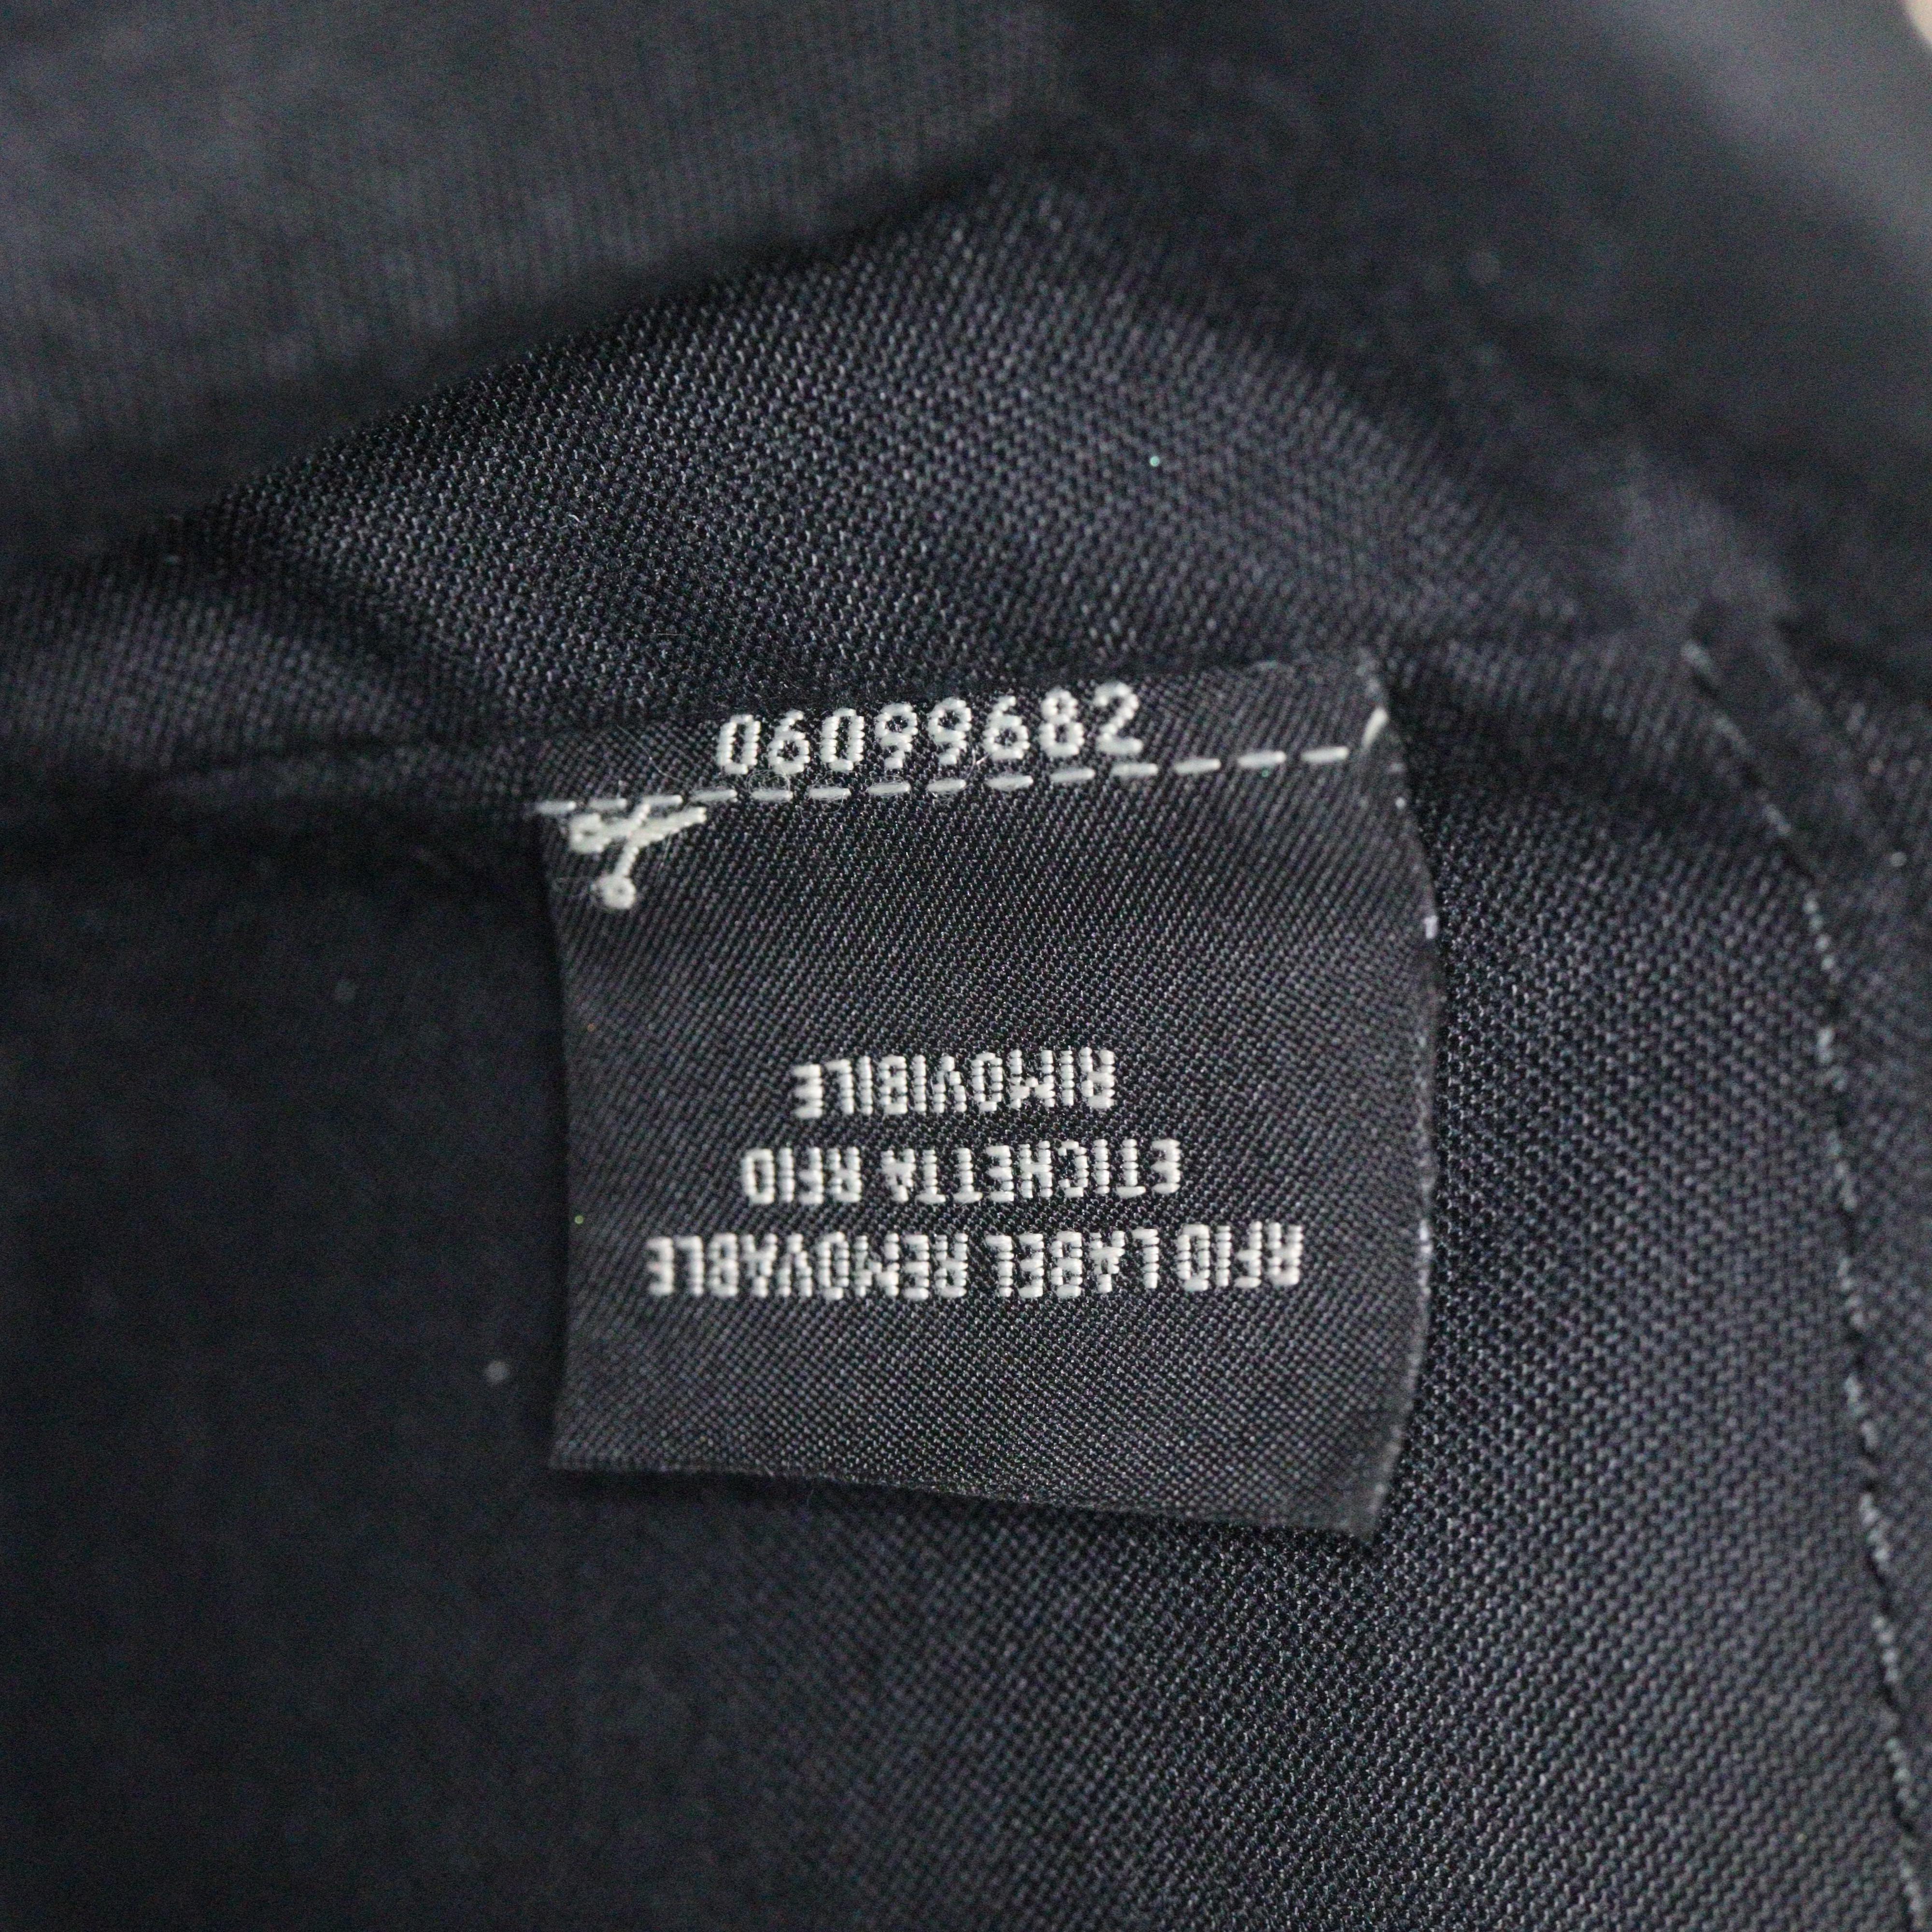 06099682
RFID LABEL REMOVABLE
ETICHETTA RFID
RIMOVIBILE